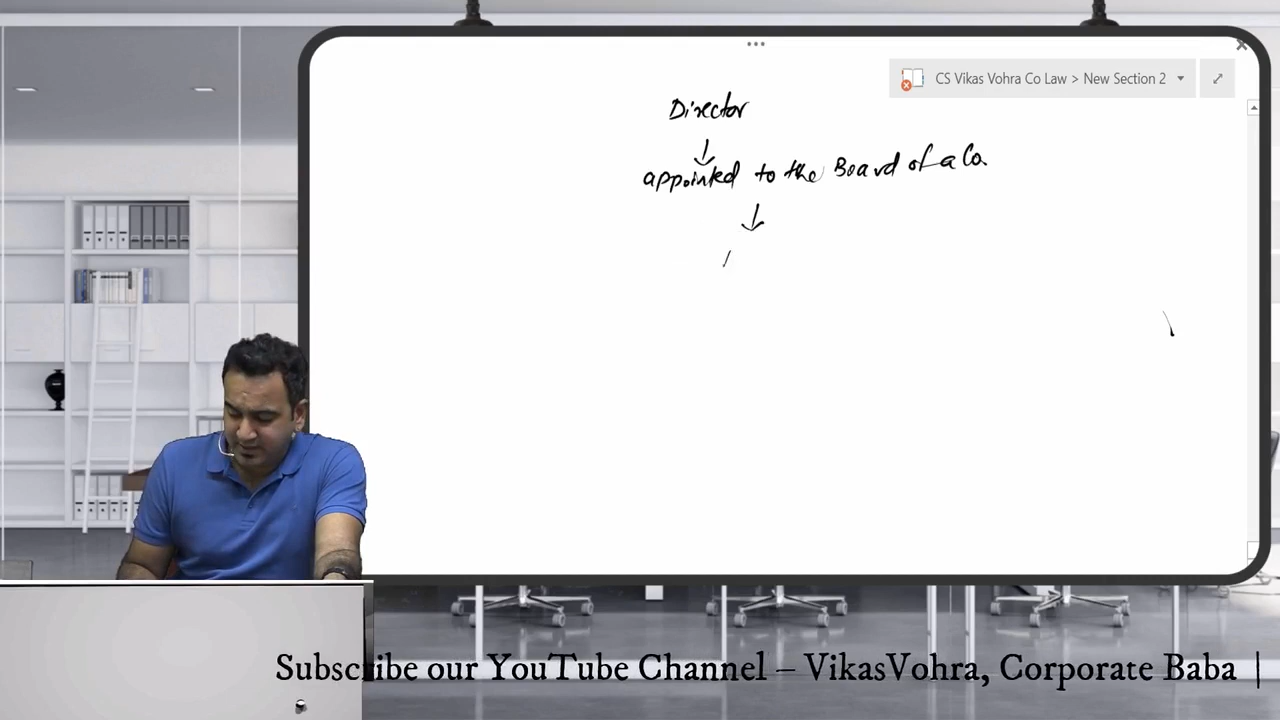 CS Vikas Vohra Co Law > New Section 2
Director
appointed to the Board of a Co.
Subscribe our YouTube Channel – VikasVohra, Corporate Baba |